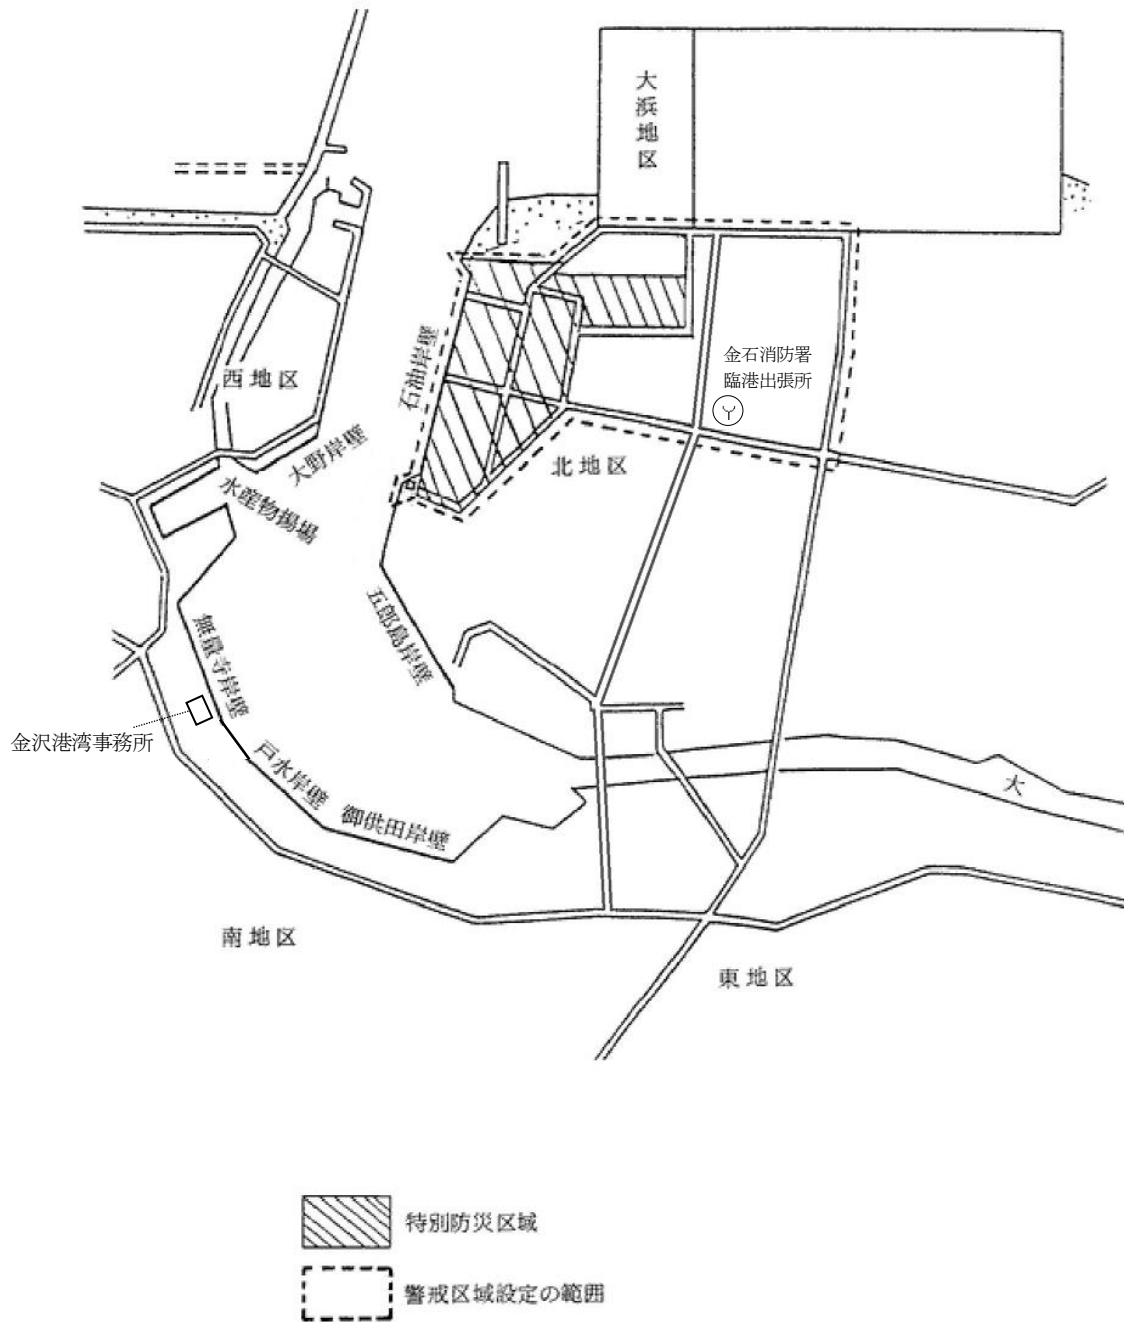 大浜地区
金石消防署
臨港出張所
石油岸壁
西地区
大野岸壁
北地区
水産物揚場
五郎島岸壁
無量寺岸壁
金沢港湾事務所
戸水岸壁
御供田岸壁
大
南地区
東地区
特別防災区域
警戒区域設定の範囲